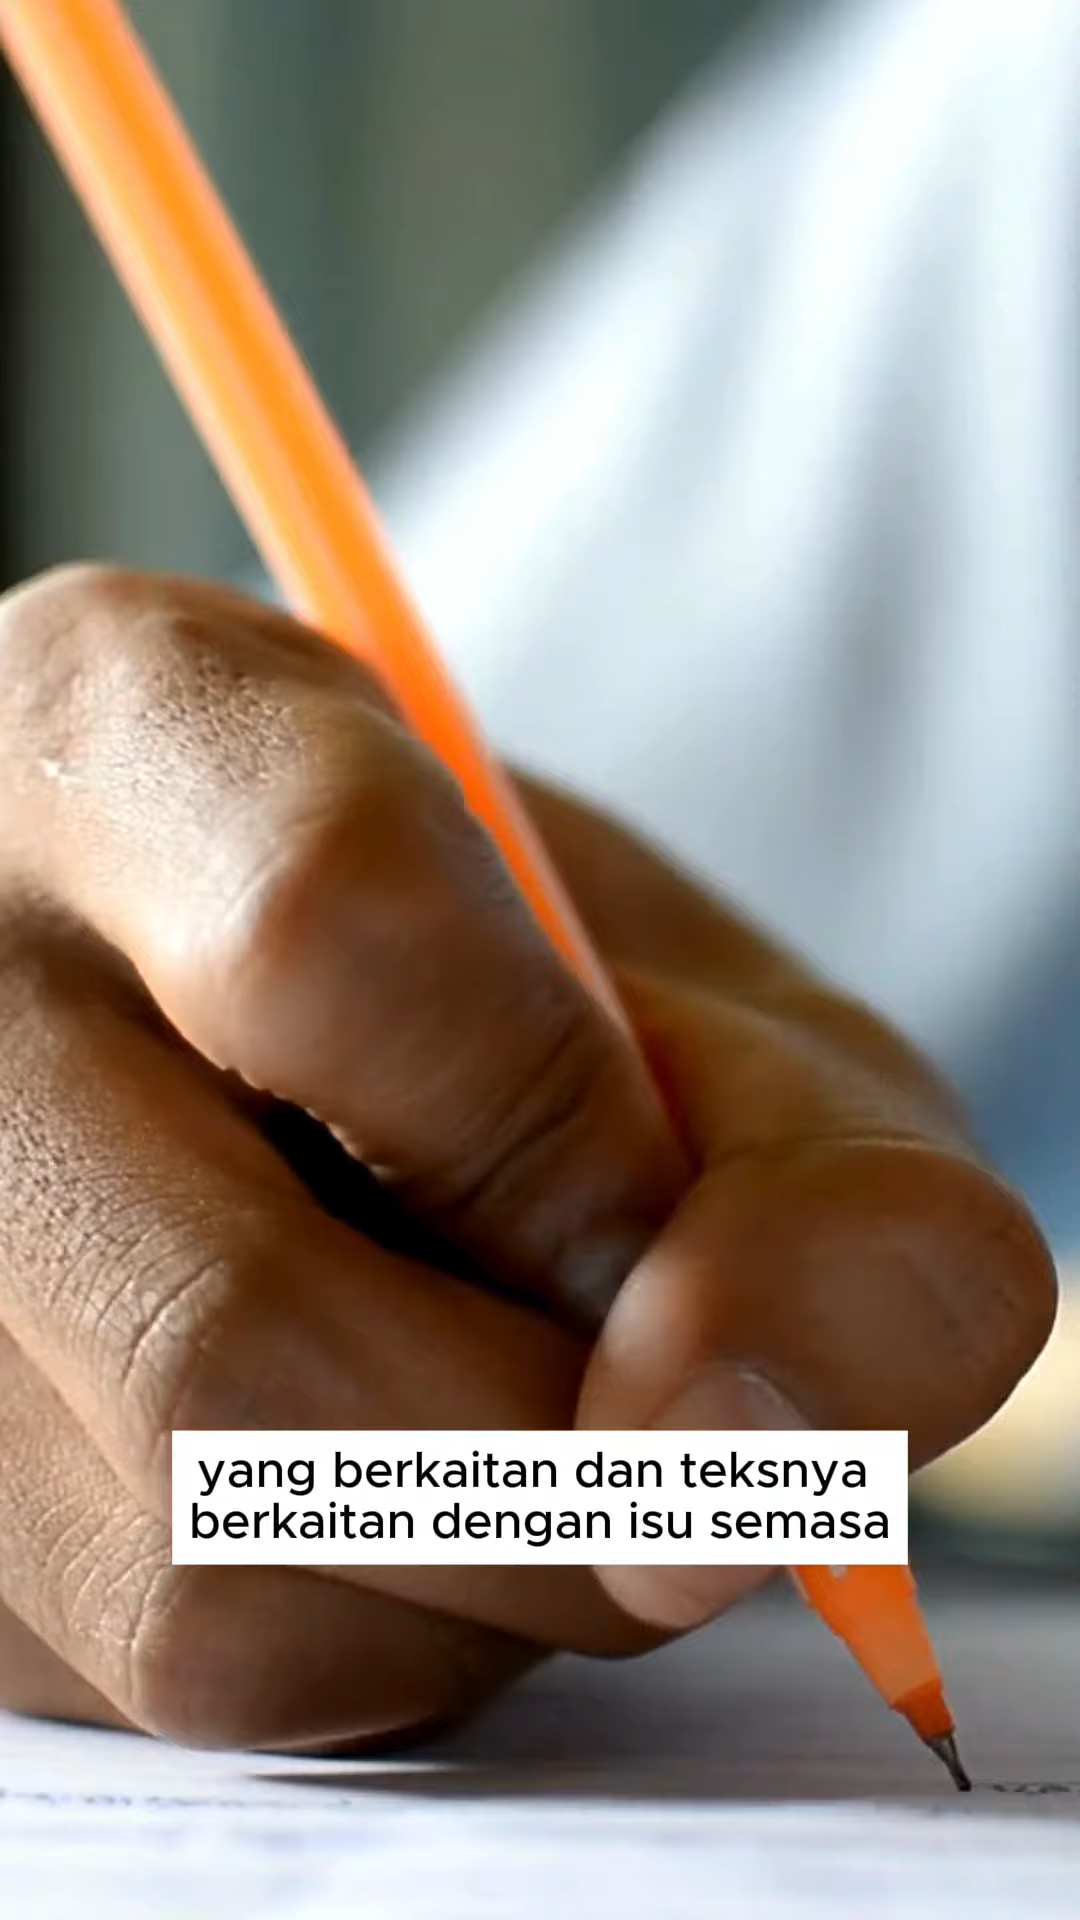 yang berkaitan dan teksnya
berkaitan dengan isu semasa